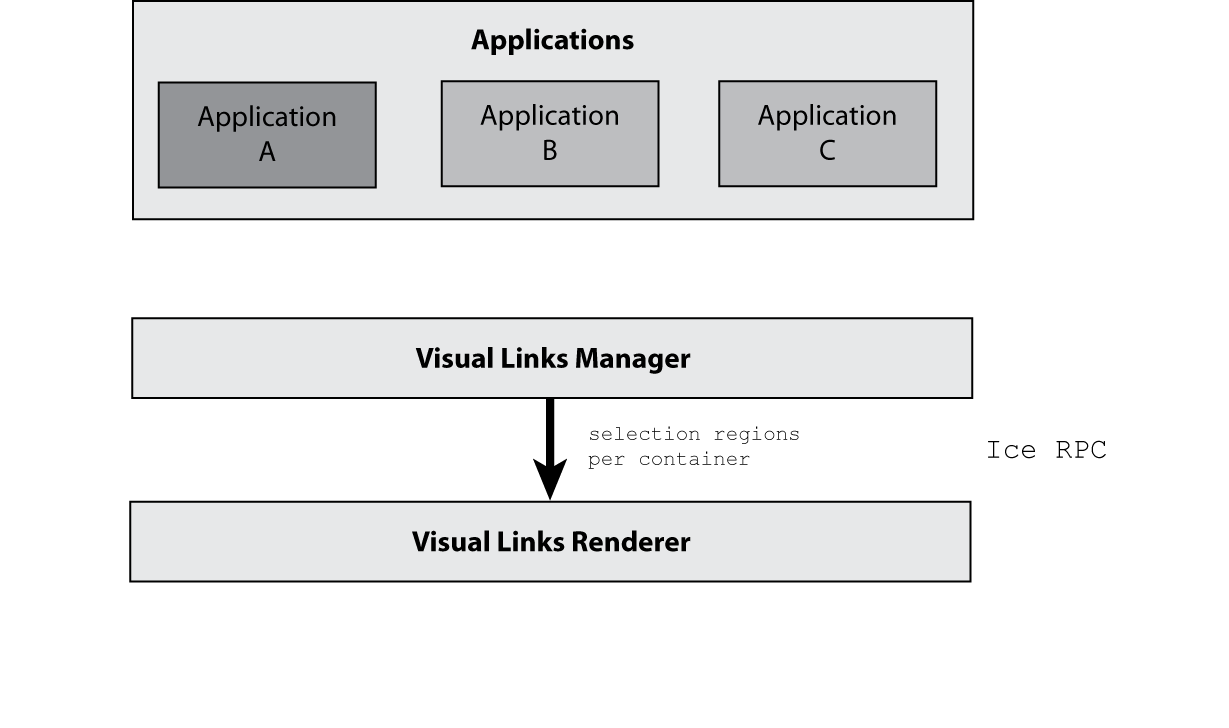 Applications
Application
A
Application
B
Application
C
Visual Links Manager
selection regions
per container
Ice RPC
Visual Links Renderer